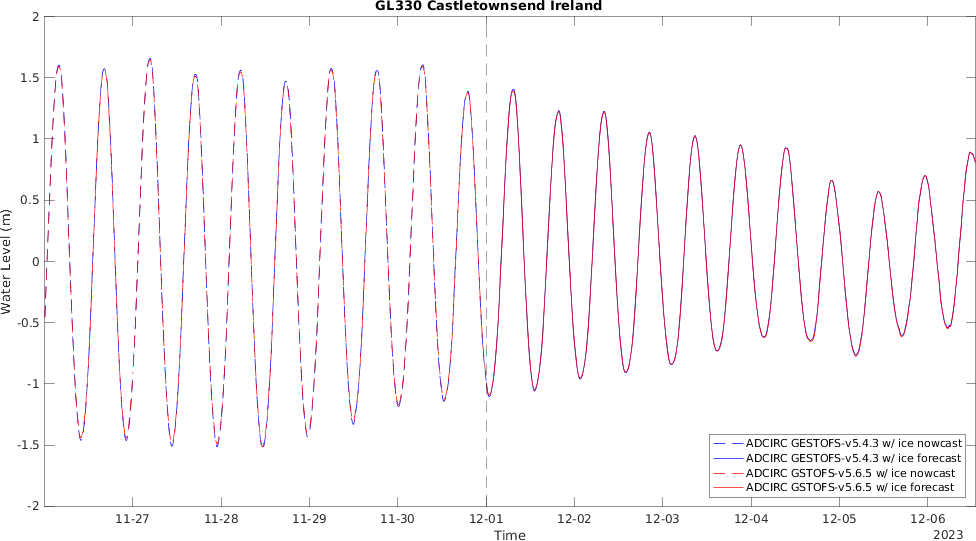 GL330 Castletownsend Ireland
2
1.5
1
0.5
0
-0.5
-1
-1.5
-2
Water Level (m)
ADCIRC GESTOFS-v5.4.3 w/ ice nowcast
ADCIRC GESTOFS-v5.4.3 w/ ice forecast
ADCIRC GSTOFS-v5.6.5 w/ ice nowcast
ADCIRC GSTOFS-v5.6.5 w/ ice forecast
11-27 11-28 11-29 11-30 12-01 12-02 12-03 12-04 12-05 12-06
Time
2023